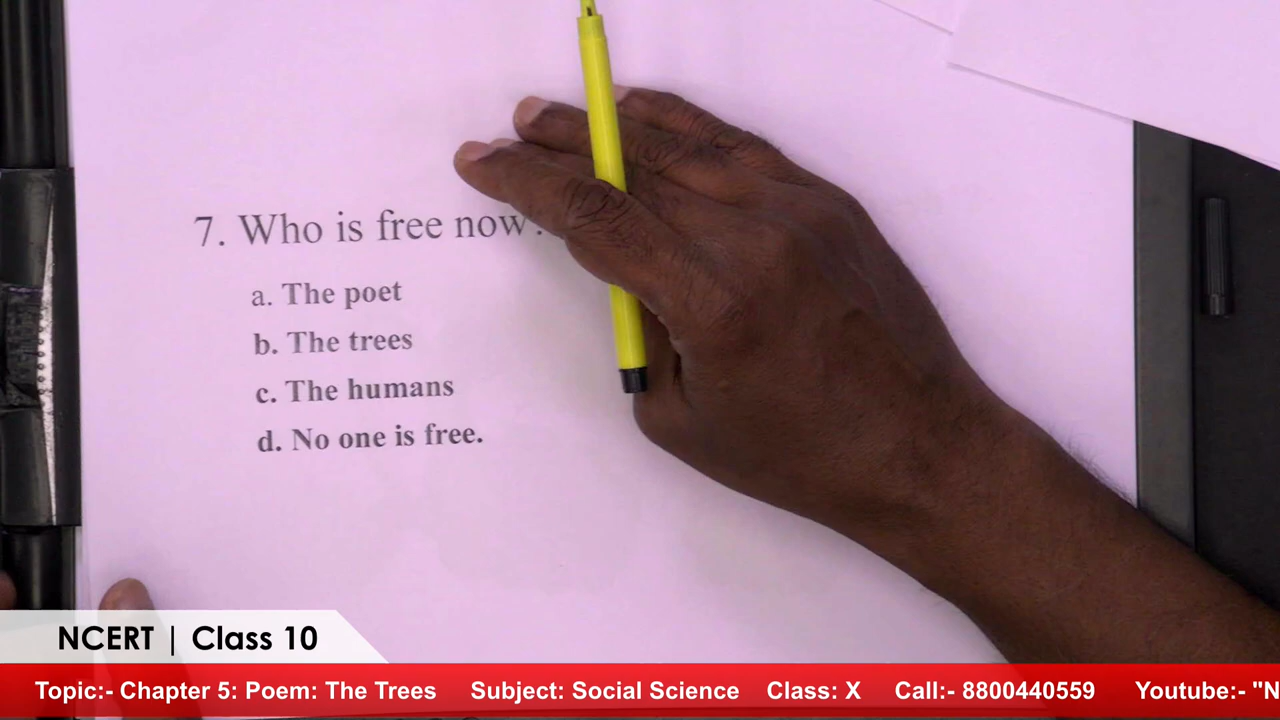 7. Who is free now?
a. The poet
b. The trees
c. The humans
d. No one is free.
NCERT | Class 10
Topic:- Chapter 5: Poem: The Trees Subject: Social Science Class: X Call:- 8800440559 Youtube:- "N